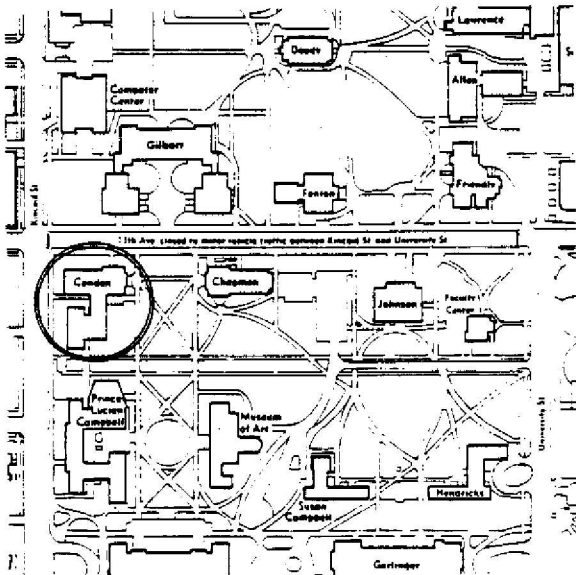 Lawrence
Deady
Allen
Computer
Center
Gilbert
Friendly
Fenton
Kincaid St
13th Ave closed to motor vehicle traffic between Kincaid St and University St
Condon
Chapman
Johnson
Faculty
Center
Prince
Lucien
Campbell
Museum
of Art
University St
Susan
Campbell
Hendricks
Gerlinger